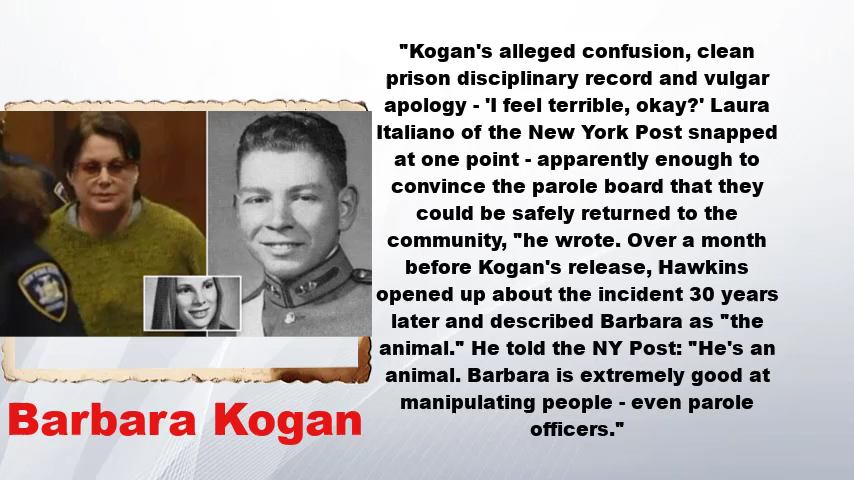 "Kogan's alleged confusion, clean
prison disciplinary record and vulgar
apology - 'I feel terrible, okay?' Laura
Italiano of the New York Post snapped
at one point - apparently enough to
convince the parole board that they
could be safely returned to the
community, "he wrote. Over a month
before Kogan's release, Hawkins
opened up about the incident 30 years
later and described Barbara as "the
animal." He told the NY Post: "He's an
animal. Barbara is extremely good at
manipulating people - even parole
officers."
Barbara Kogan